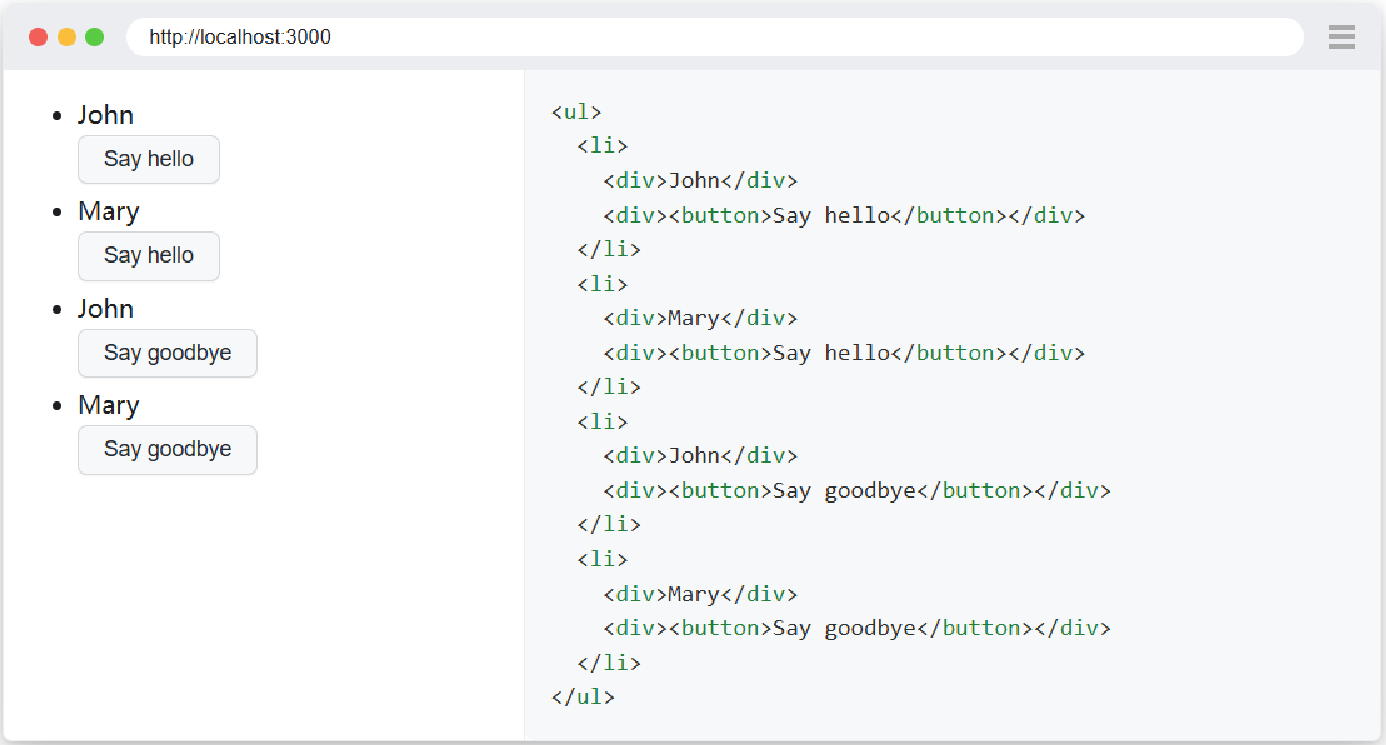 http://localhost:3000
John
Say hello
Mary
Say hello
John
Say goodbye
Mary
Say goodbye
<ul>
  <li>
    <div>John</div>
    <div><button>Say hello</button></div>
  </li>
  <li>
    <div>Mary</div>
    <div><button>Say hello</button></div>
  </li>
  <li>
    <div>John</div>
    <div><button>Say goodbye</button></div>
  </li>
  <li>
    <div>Mary</div>
    <div><button>Say goodbye</button></div>
  </li>
</ul>